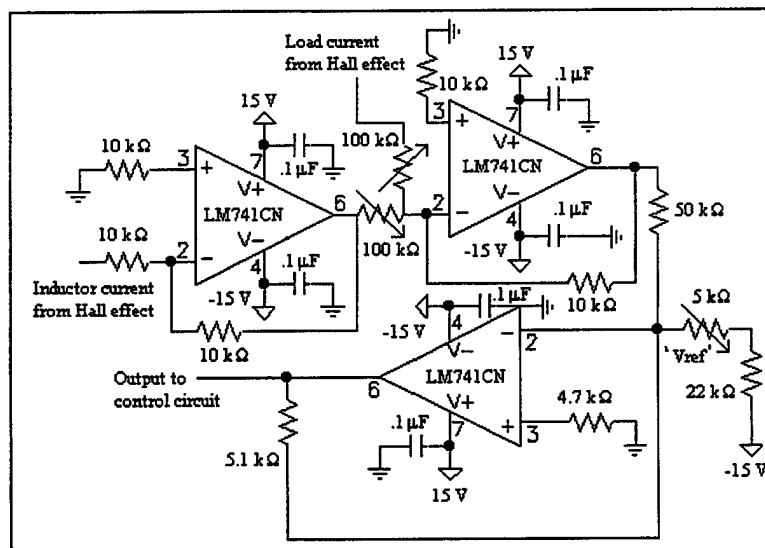 Load current
from Hall effect
10 kΩ
15 V
.1 µF
3
+
7
V+
LM741CN
6
2
−
V−
4
.1 µF
-15 V
50 kΩ
10 kΩ
15 V
.1 µF
10 kΩ
3
+
7
V+
LM741CN
6
100 kΩ
100 kΩ
10 kΩ
2
−
V−
4
.1 µF
-15 V
Inductor current
from Hall effect
10 kΩ
.1 µF
-15 V
4
V−
−
2
5 kΩ
'Vref'
22 kΩ
-15 V
Output to
control circuit
6
LM741CN
V+
7
+
3
4.7 kΩ
.1 µF
15 V
5.1 kΩ